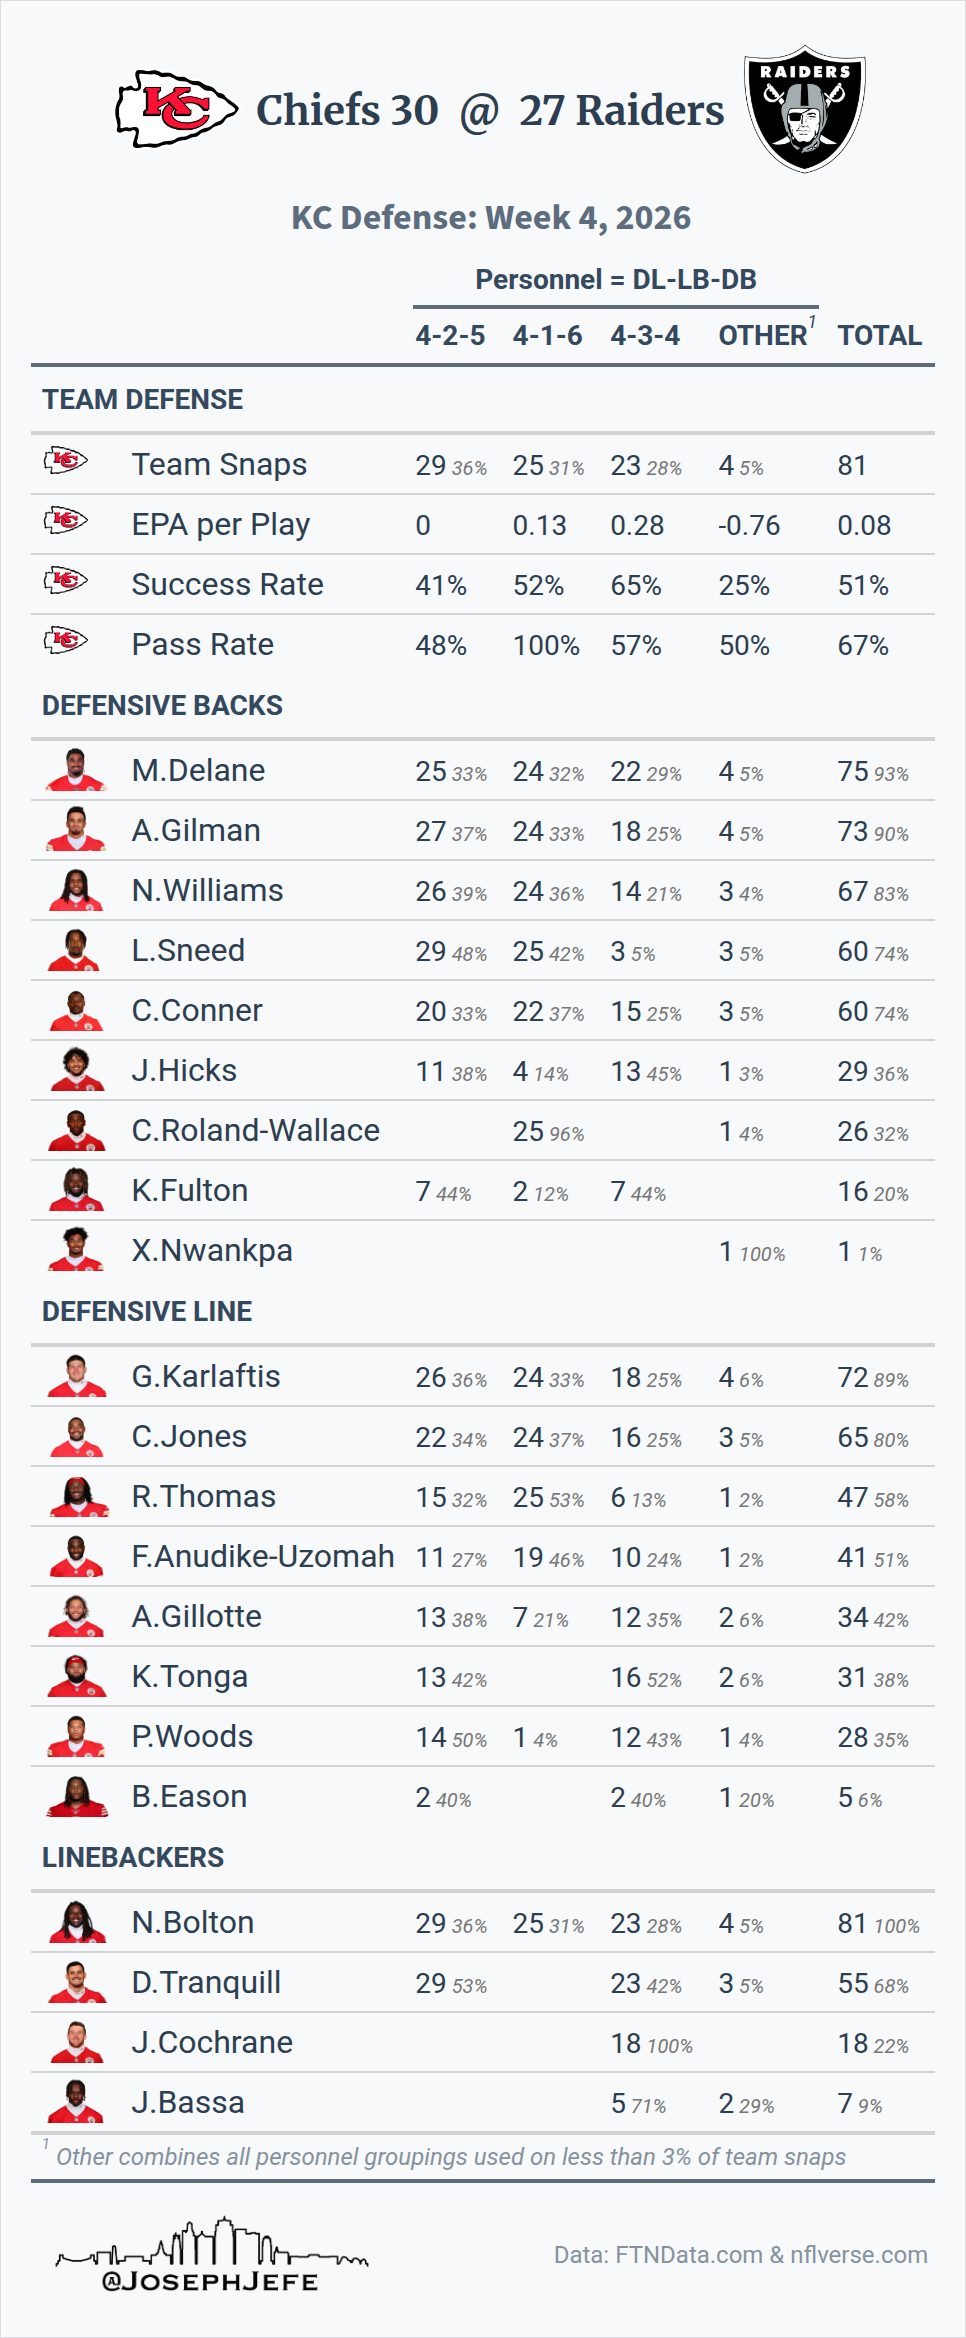 KC
Chiefs 30 @ 27 Raiders
RAIDERS
KC Defense: Week 4, 2026
Personnel = DL-LB-DB
4-2-5 4-1-6 4-3-4 OTHER1 TOTAL
TEAM DEFENSE
KC Team Snaps 29 36% 25 31% 23 28% 4 5% 81
KC EPA per Play 0 0.13 0.28 -0.76 0.08
KC Success Rate 41% 52% 65% 25% 51%
KC Pass Rate 48% 100% 57% 50% 67%
DEFENSIVE BACKS
M.Delane 25 33% 24 32% 22 29% 4 5% 75 93%
A.Gilman 27 37% 24 33% 18 25% 4 5% 73 90%
N.Williams 26 39% 24 36% 14 21% 3 4% 67 83%
L.Sneed 29 48% 25 42% 3 5% 3 5% 60 74%
C.Conner 20 33% 22 37% 15 25% 3 5% 60 74%
J.Hicks 11 38% 4 14% 13 45% 1 3% 29 36%
C.Roland-Wallace 25 96% 1 4% 26 32%
K.Fulton 7 44% 2 12% 7 44% 16 20%
X.Nwankpa 1 100% 1 1%
DEFENSIVE LINE
G.Karlaftis 26 36% 24 33% 18 25% 4 6% 72 89%
C.Jones 22 34% 24 37% 16 25% 3 5% 65 80%
R.Thomas 15 32% 25 53% 6 13% 1 2% 47 58%
F.Anudike-Uzomah 11 27% 19 46% 10 24% 1 2% 41 51%
A.Gillotte 13 38% 7 21% 12 35% 2 6% 34 42%
K.Tonga 13 42% 16 52% 2 6% 31 38%
P.Woods 14 50% 1 4% 12 43% 1 4% 28 35%
B.Eason 2 40% 2 40% 1 20% 5 6%
LINEBACKERS
N.Bolton 29 36% 25 31% 23 28% 4 5% 81 100%
D.Tranquill 29 53% 23 42% 3 5% 55 68%
J.Cochrane 18 100% 18 22%
J.Bassa 5 71% 2 29% 7 9%
1 Other combines all personnel groupings used on less than 3% of team snaps
@JOSEPHJEFE
Data: FTNData.com & nflverse.com